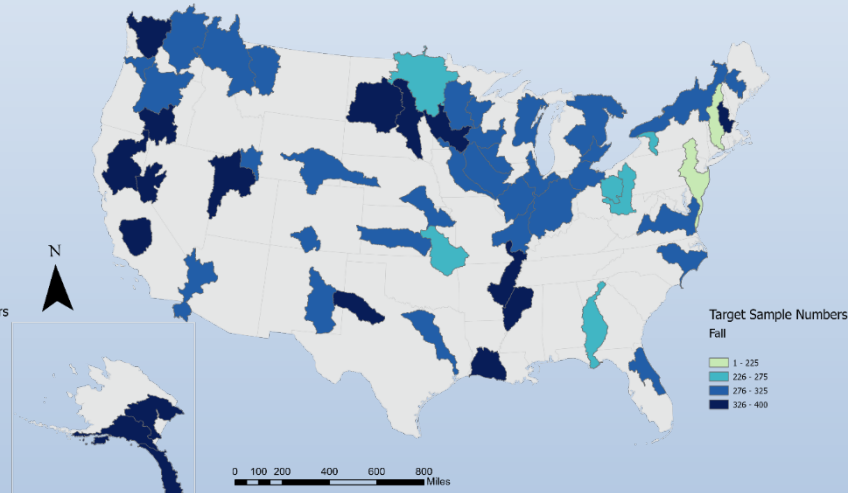 N
rs
Target Sample Numbers
Fall
1 - 225
226 - 275
276 - 325
326 - 400
0 100 200 400 600 800
Miles